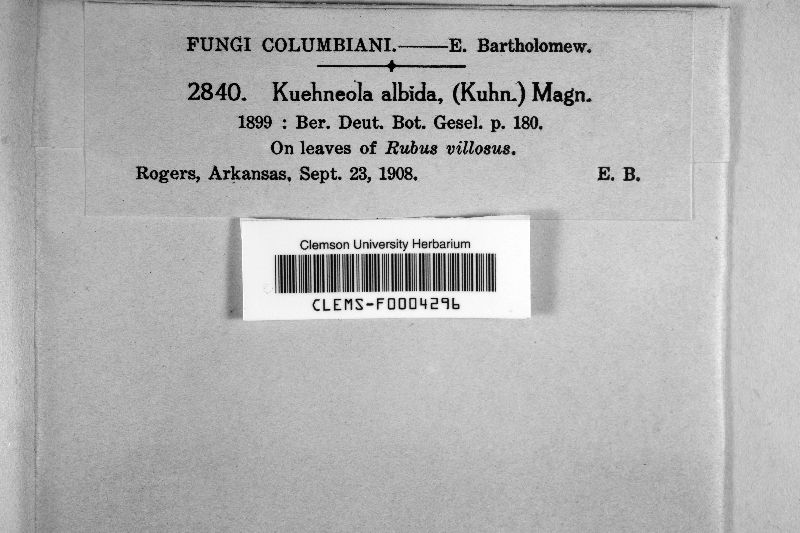 FUNGI COLUMBIANI.——E. Bartholomew.
2840. Kuehneola albida, (Kuhn.) Magn.
1899 : Ber. Deut. Bot. Gesel. p. 180.
On leaves of Rubus villosus.
Rogers, Arkansas, Sept. 23, 1908. E. B.
Clemson University Herbarium
CLEMS-F0004296